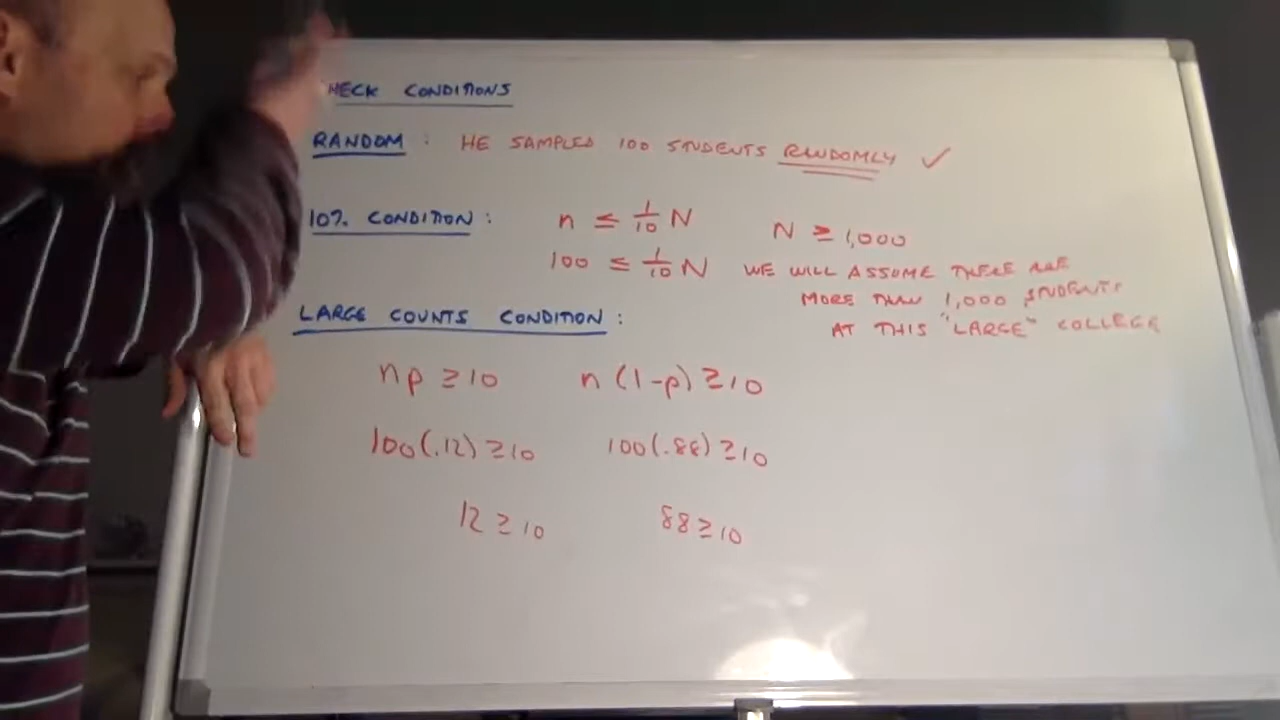 HECK CONDITIONS
RANDOM : HE SAMPLED 100 STUDENTS RANDOMLY ✓
10% CONDITION : n ≤ 1/10 N N ≥ 1,000
100 ≤ 1/10 N WE WILL ASSUME THERE ARE
MORE THAN 1,000 STUDENTS
AT THIS "LARGE" COLLEGE
LARGE COUNTS CONDITION :
np ≥ 10 n(1-p) ≥ 10
100(.12) ≥ 10 100(.88) ≥ 10
12 ≥ 10 88 ≥ 10